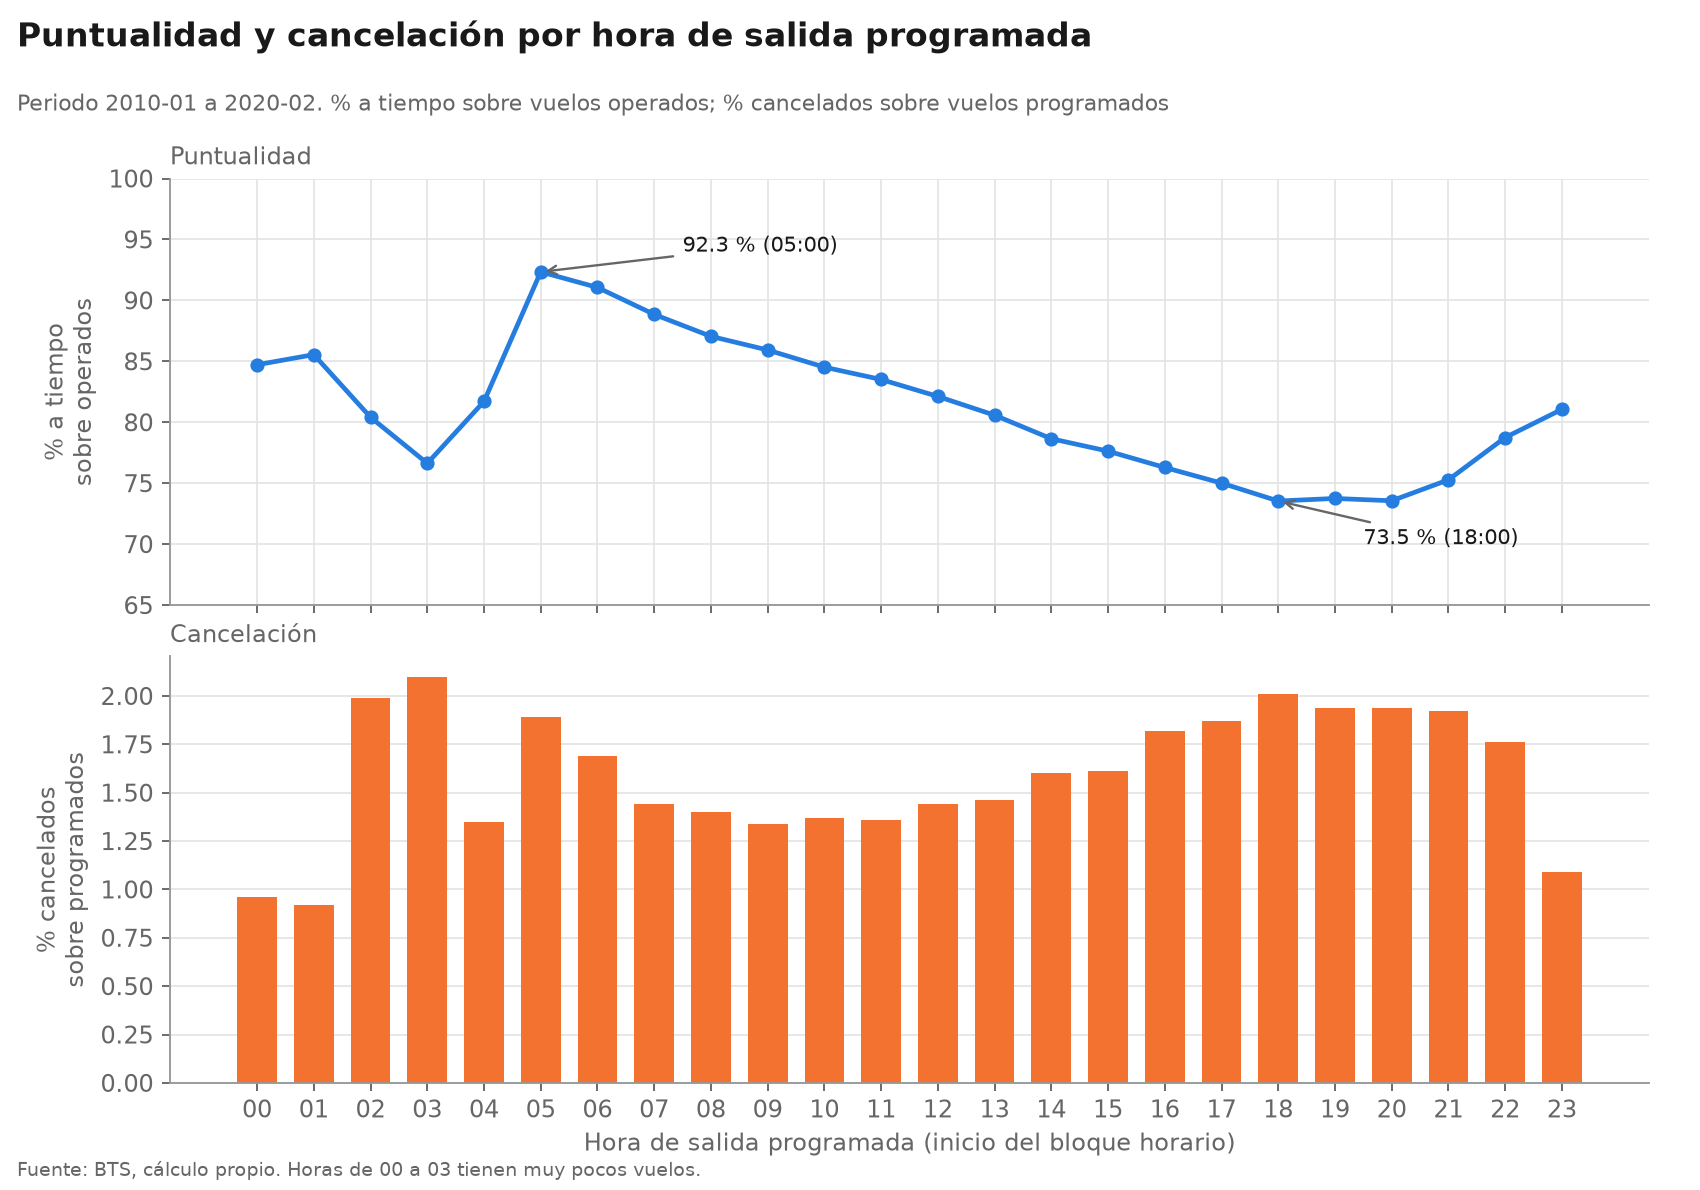 Puntualidad y cancelación por hora de salida programada
Periodo 2010-01 a 2020-02. % a tiempo sobre vuelos operados; % cancelados sobre vuelos programados
Puntualidad
100
95
90
85
80
75
70
65
% a tiempo
sobre operados
92.3 % (05:00)
73.5 % (18:00)
Cancelación
2.00
1.75
1.50
1.25
1.00
0.75
0.50
0.25
0.00
% cancelados
sobre programados
00 01 02 03 04 05 06 07 08 09 10 11 12 13 14 15 16 17 18 19 20 21 22 23
Hora de salida programada (inicio del bloque horario)
Fuente: BTS, cálculo propio. Horas de 00 a 03 tienen muy pocos vuelos.